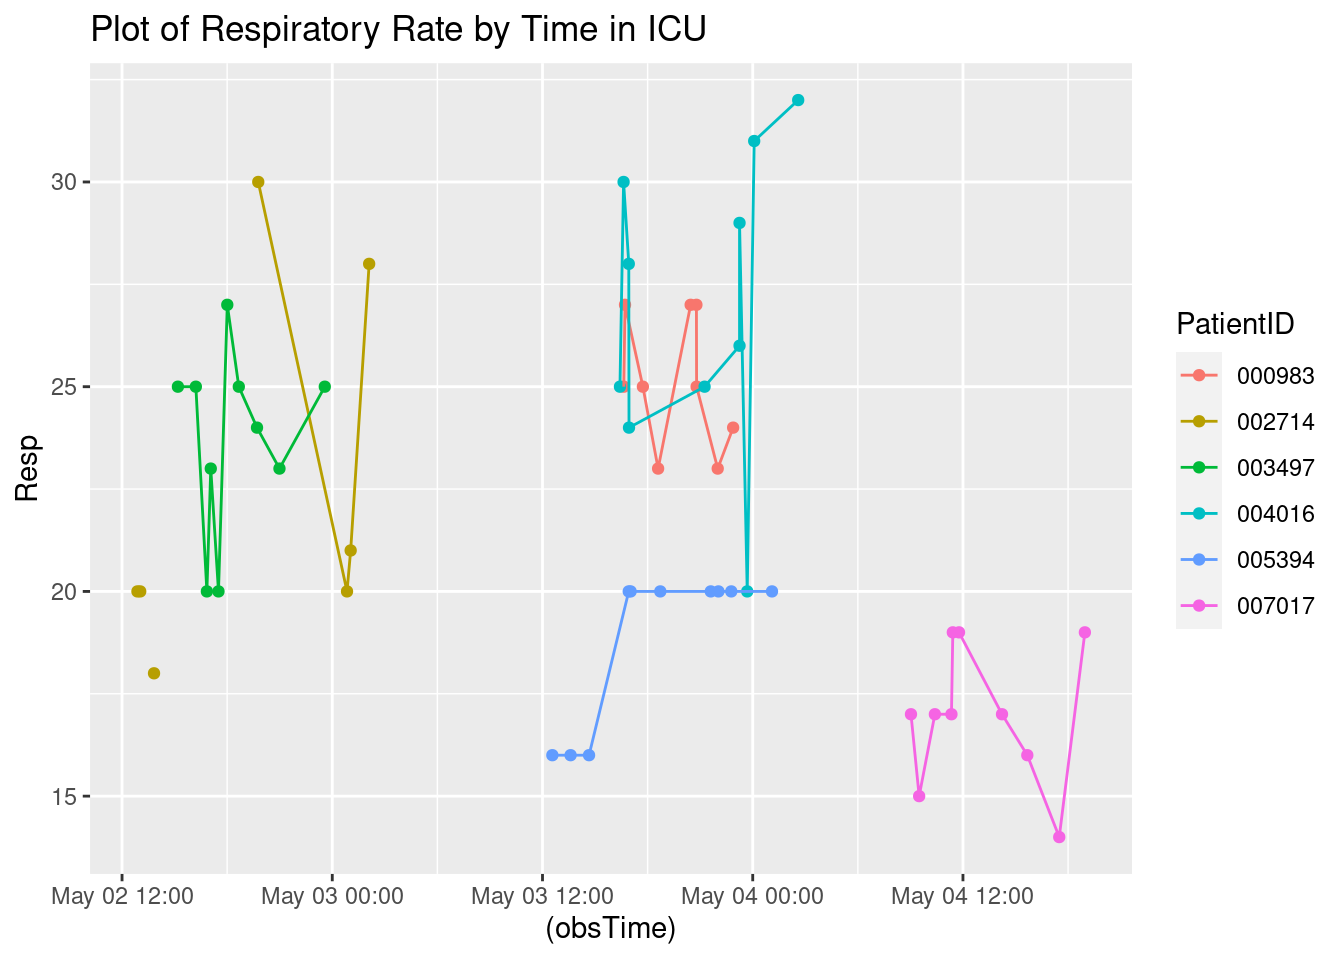 Plot of Respiratory Rate by Time in ICU
Resp
30
25
20
15
May 02 12:00
May 03 00:00
May 03 12:00
May 04 00:00
May 04 12:00
(obsTime)
PatientID
000983
002714
003497
004016
005394
007017